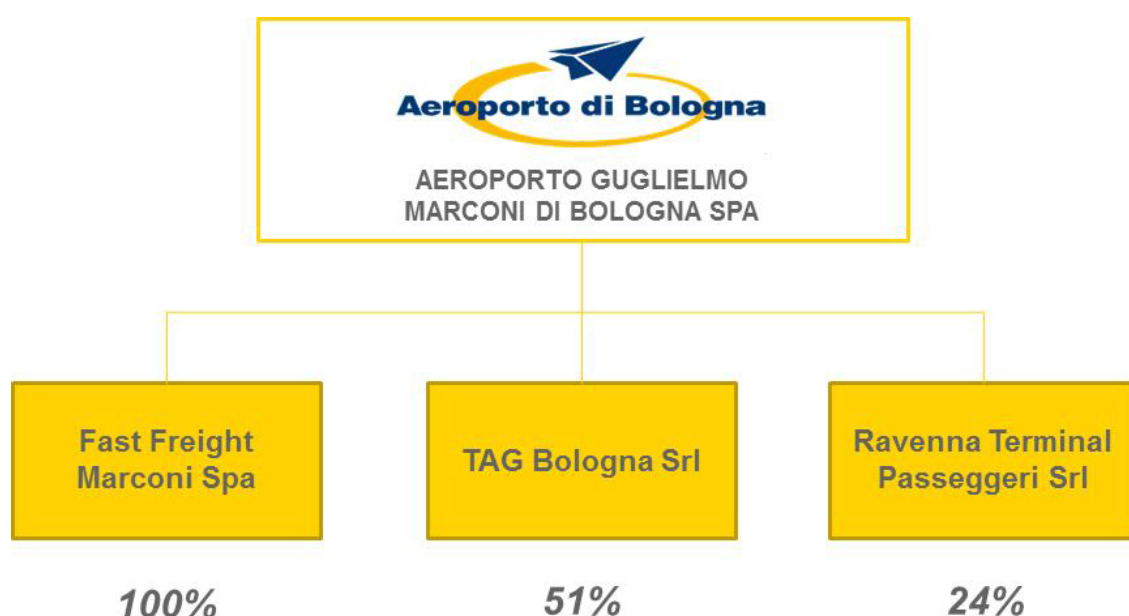 Aeroporto di Bologna
AEROPORTO GUGLIELMO
MARCONI DI BOLOGNA SPA
Fast Freight
Marconi Spa
TAG Bologna Srl
Ravenna Terminal
Passeggeri Srl
100%
51%
24%